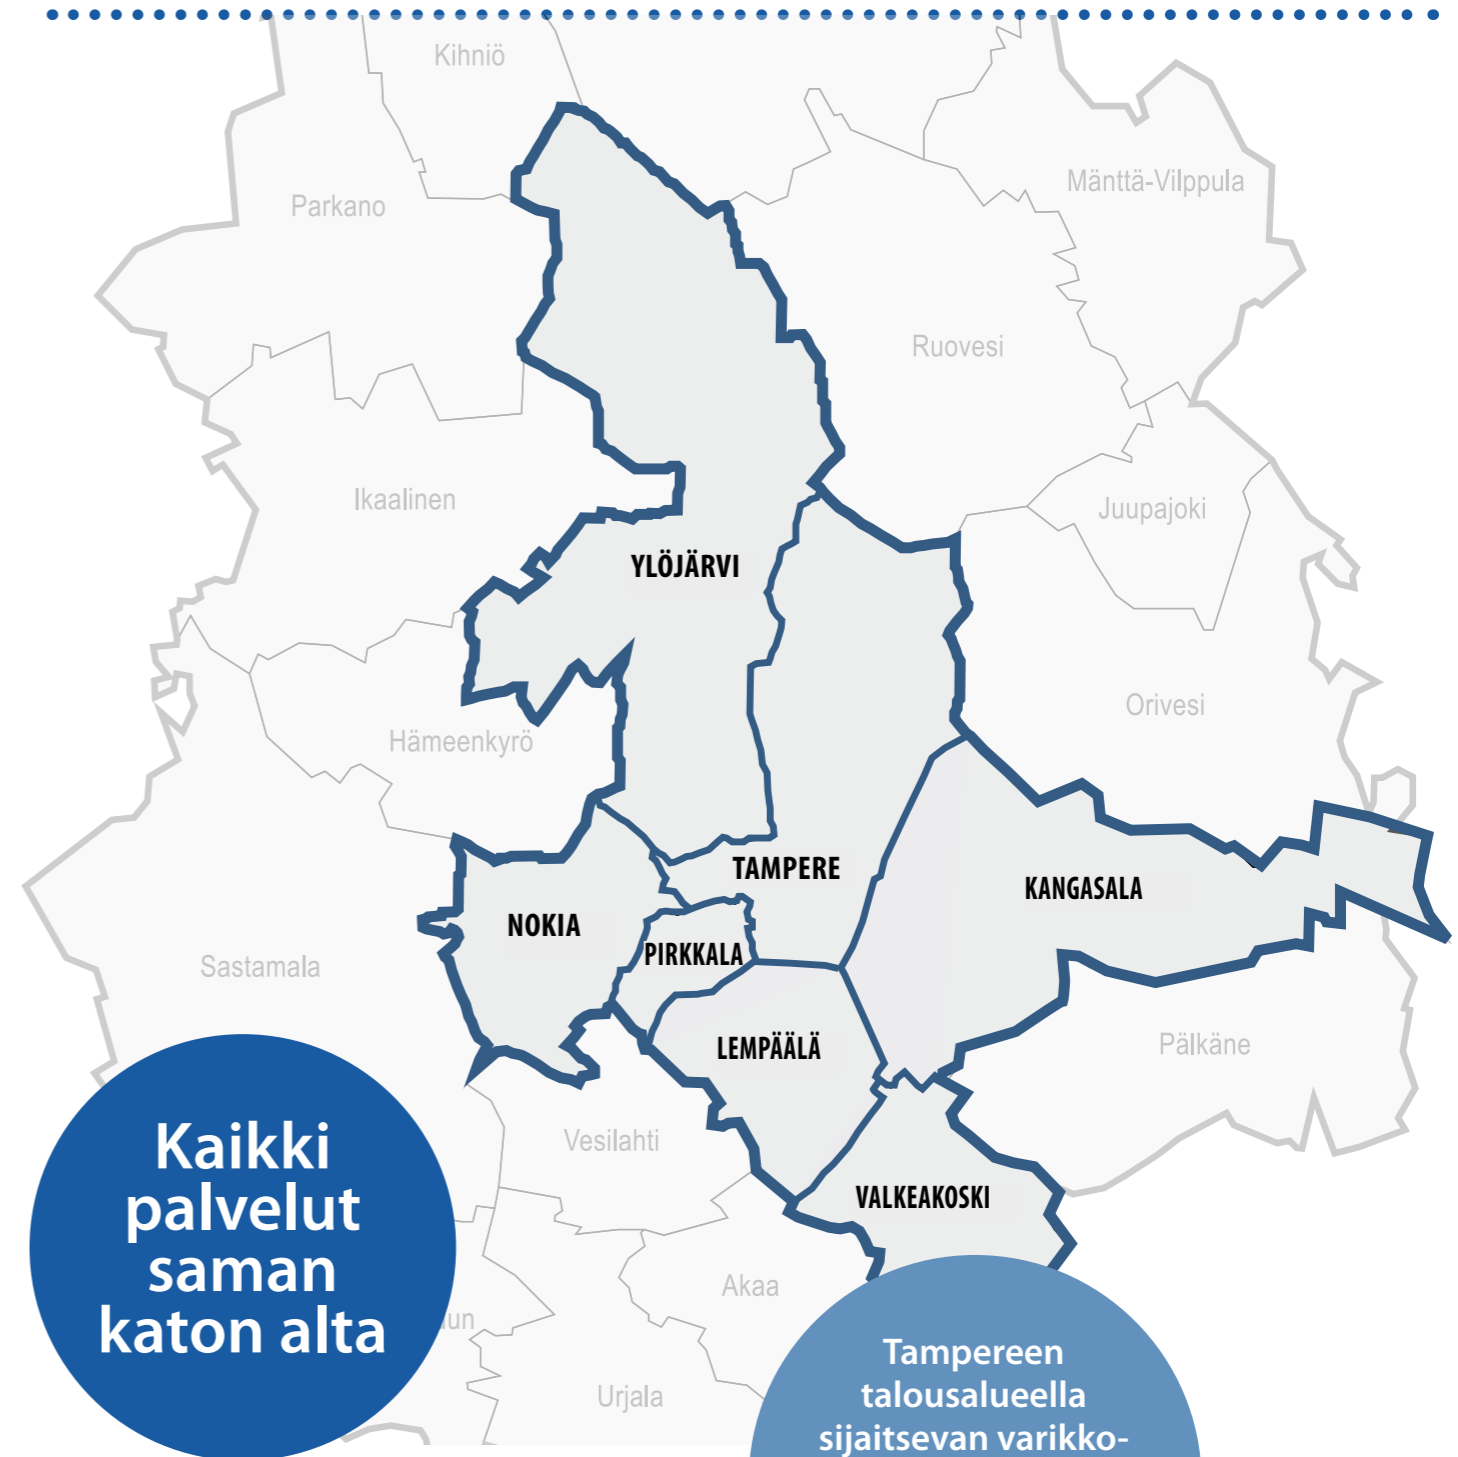 Kihniö
Mänttä-Vilppula
Parkano
Ruovesi
Ikaalinen
Juupajoki
YLÖJÄRVI
Orivesi
Hämeenkyrö
TAMPERE
KANGASALA
NOKIA
PIRKKALA
Sastamala
LEMPÄÄLÄ
Pälkäne
Vesilahti
VALKEAKOSKI
Akaa
Urjala
Kaikki
palvelut
saman
katon alta
Tampereen
talousalueella
sijaitsevan varikko-